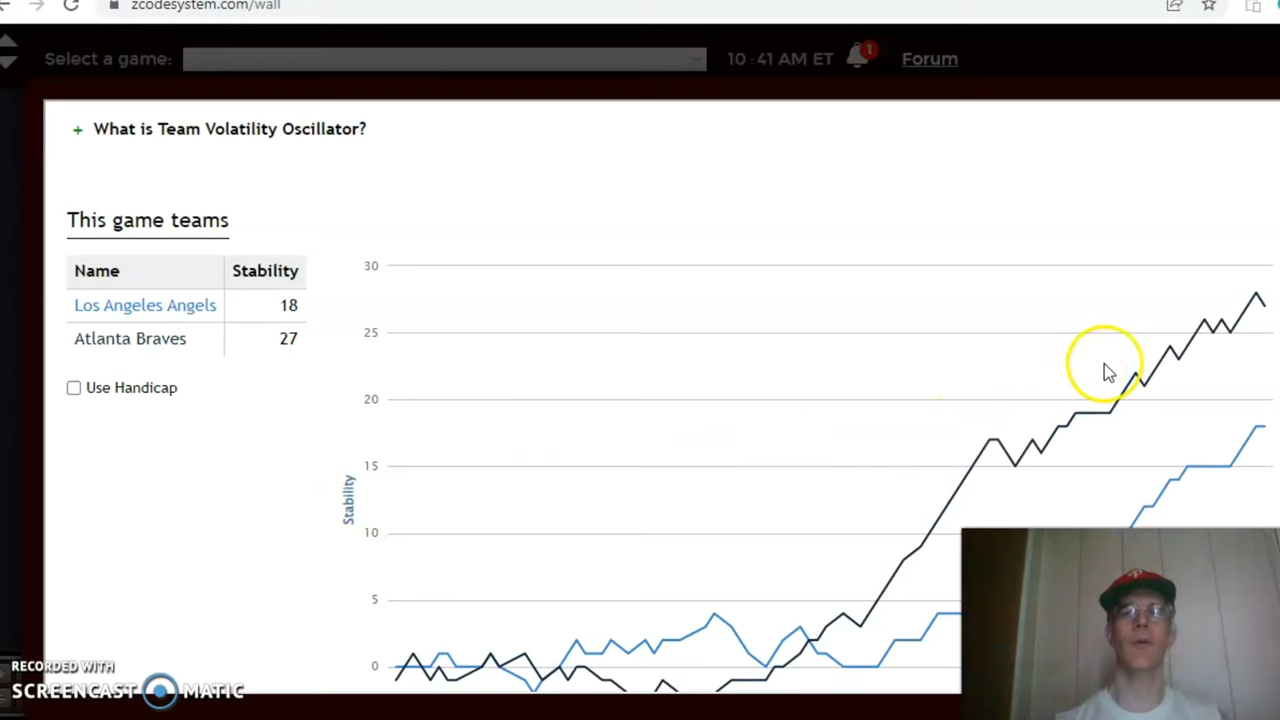 zcodesystem.com/wall
Select a game:
10:41 AM ET
1
Forum
+ What is Team Volatility Oscillator?
This game teams
Name Stability
Los Angeles Angels 18
Atlanta Braves 27
Use Handicap
30
25
20
15
10
5
0
Stability
RECORDED WITH
SCREENCAST MATIC